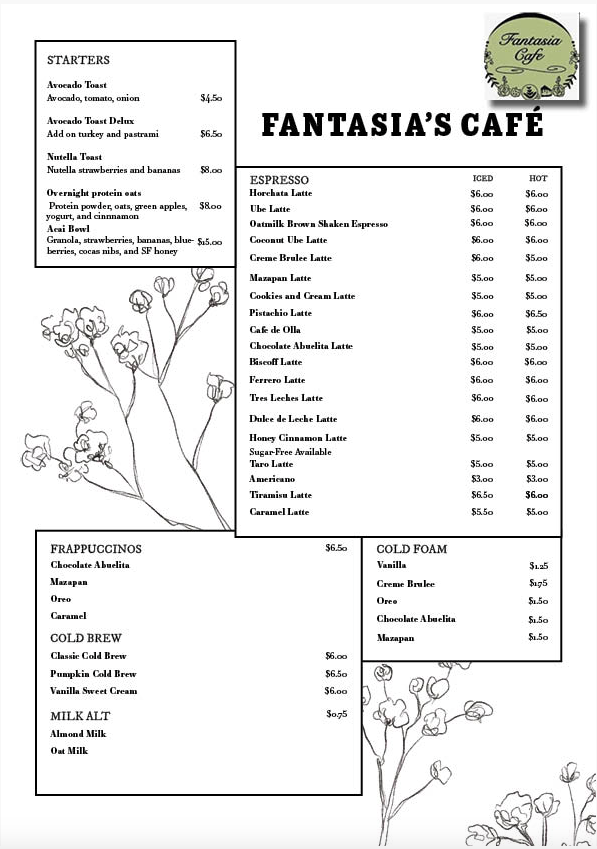 Fantasia
Cafe
FANTASIA'S CAFÉ
STARTERS
Avocado Toast
Avocado, tomato, onion $4.50
Avocado Toast Delux
Add on turkey and pastrami $6.50
Nutella Toast
Nutella strawberries and bananas $8.00
Overnight protein oats
Protein powder, oats, green apples, $8.00
yogurt, and cinnmamon
Acai Bowl
Granola, strawberries, bananas, blue- $15.00
berries, cocas nibs, and SF honey
ESPRESSO ICED HOT
Horchata Latte $6.00 $6.00
Ube Latte $6.00 $6.00
Oatmilk Brown Shaken Espresso $6.00 $6.00
Coconut Ube Latte $6.00 $6.00
Creme Brulee Latte $6.00 $5.00
Mazapan Latte $5.00 $5.00
Cookies and Cream Latte $5.00 $5.00
Pistachio Latte $6.00 $6.50
Cafe de Olla $5.00 $5.00
Chocolate Abuelita Latte $5.00 $5.00
Biscoff Latte $6.00 $6.00
Ferrero Latte $6.00 $6.00
Tres Leches Latte $6.00 $6.00
Dulce de Leche Latte $6.00 $6.00
Honey Cinnamon Latte $5.00 $5.00
Sugar-Free Available
Taro Latte $5.00 $5.00
Americano $3.00 $3.00
Tiramisu Latte $6.50 $6.00
Caramel Latte $5.50 $5.00
FRAPPUCCINOS $6.50
Chocolate Abuelita
Mazapan
Oreo
Caramel
COLD BREW
Classic Cold Brew $6.00
Pumpkin Cold Brew $6.50
Vanilla Sweet Cream $6.00
MILK ALT $0.75
Almond Milk
Oat Milk
COLD FOAM
Vanilla $1.25
Creme Brulee $175
Oreo $1.50
Chocolate Abuelita $1.50
Mazapan $1.50